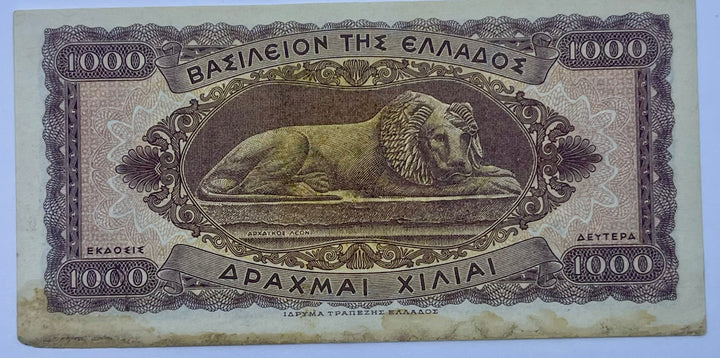 1000 ΒΑΣΙΛΕΙΟΝ ΤΗΣ ΕΛΛΑΔΟΣ 1000
ΑΡΧΑΪΚΟΣ ΛΕΩΝ
ΕΚΔΟΣΙΣ ΔΕΥΤΕΡΑ
1000 ΔΡΑΧΜΑΙ ΧΙΛΙΑΙ 1000
ΙΔΡΥΜΑ ΤΡΑΠΕΖΗΣ ΕΛΛΑΔΟΣ